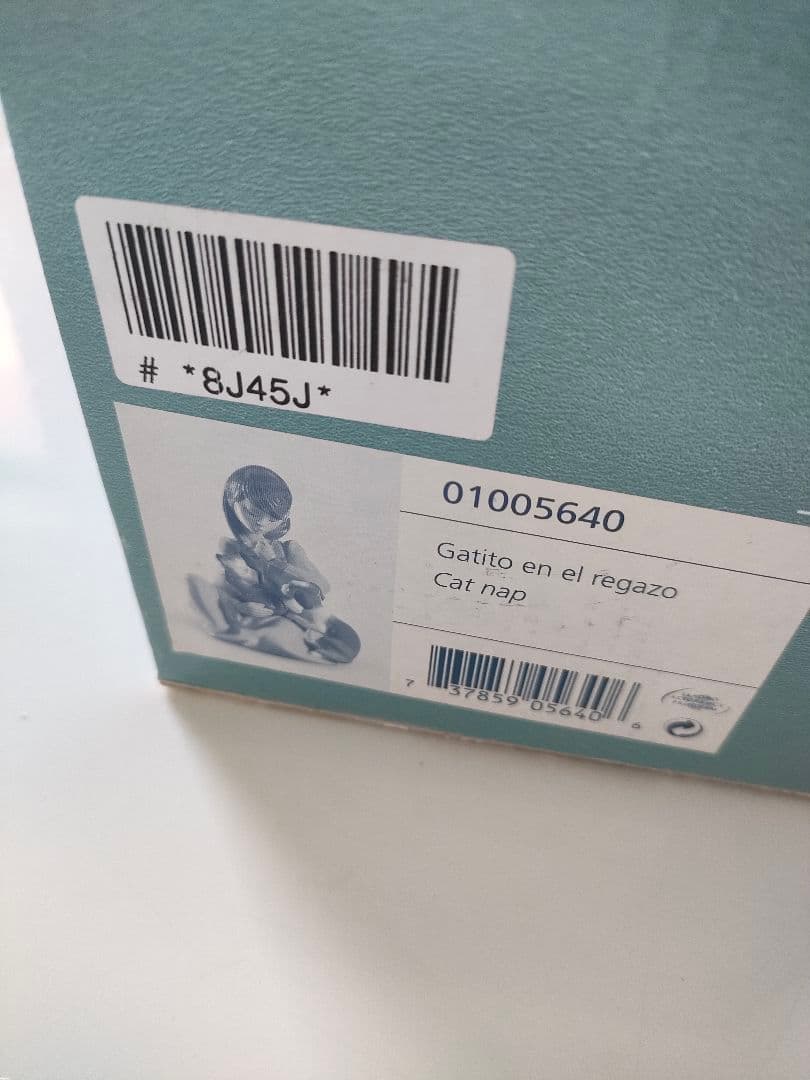 # *8J45J*
01005640
Gatito en el regazo
Cat nap
7 37859 05640 6